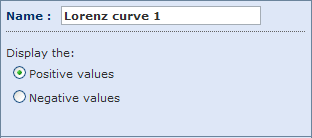 Name : Lorenz curve 1
Display the:
Positive values
Negative values